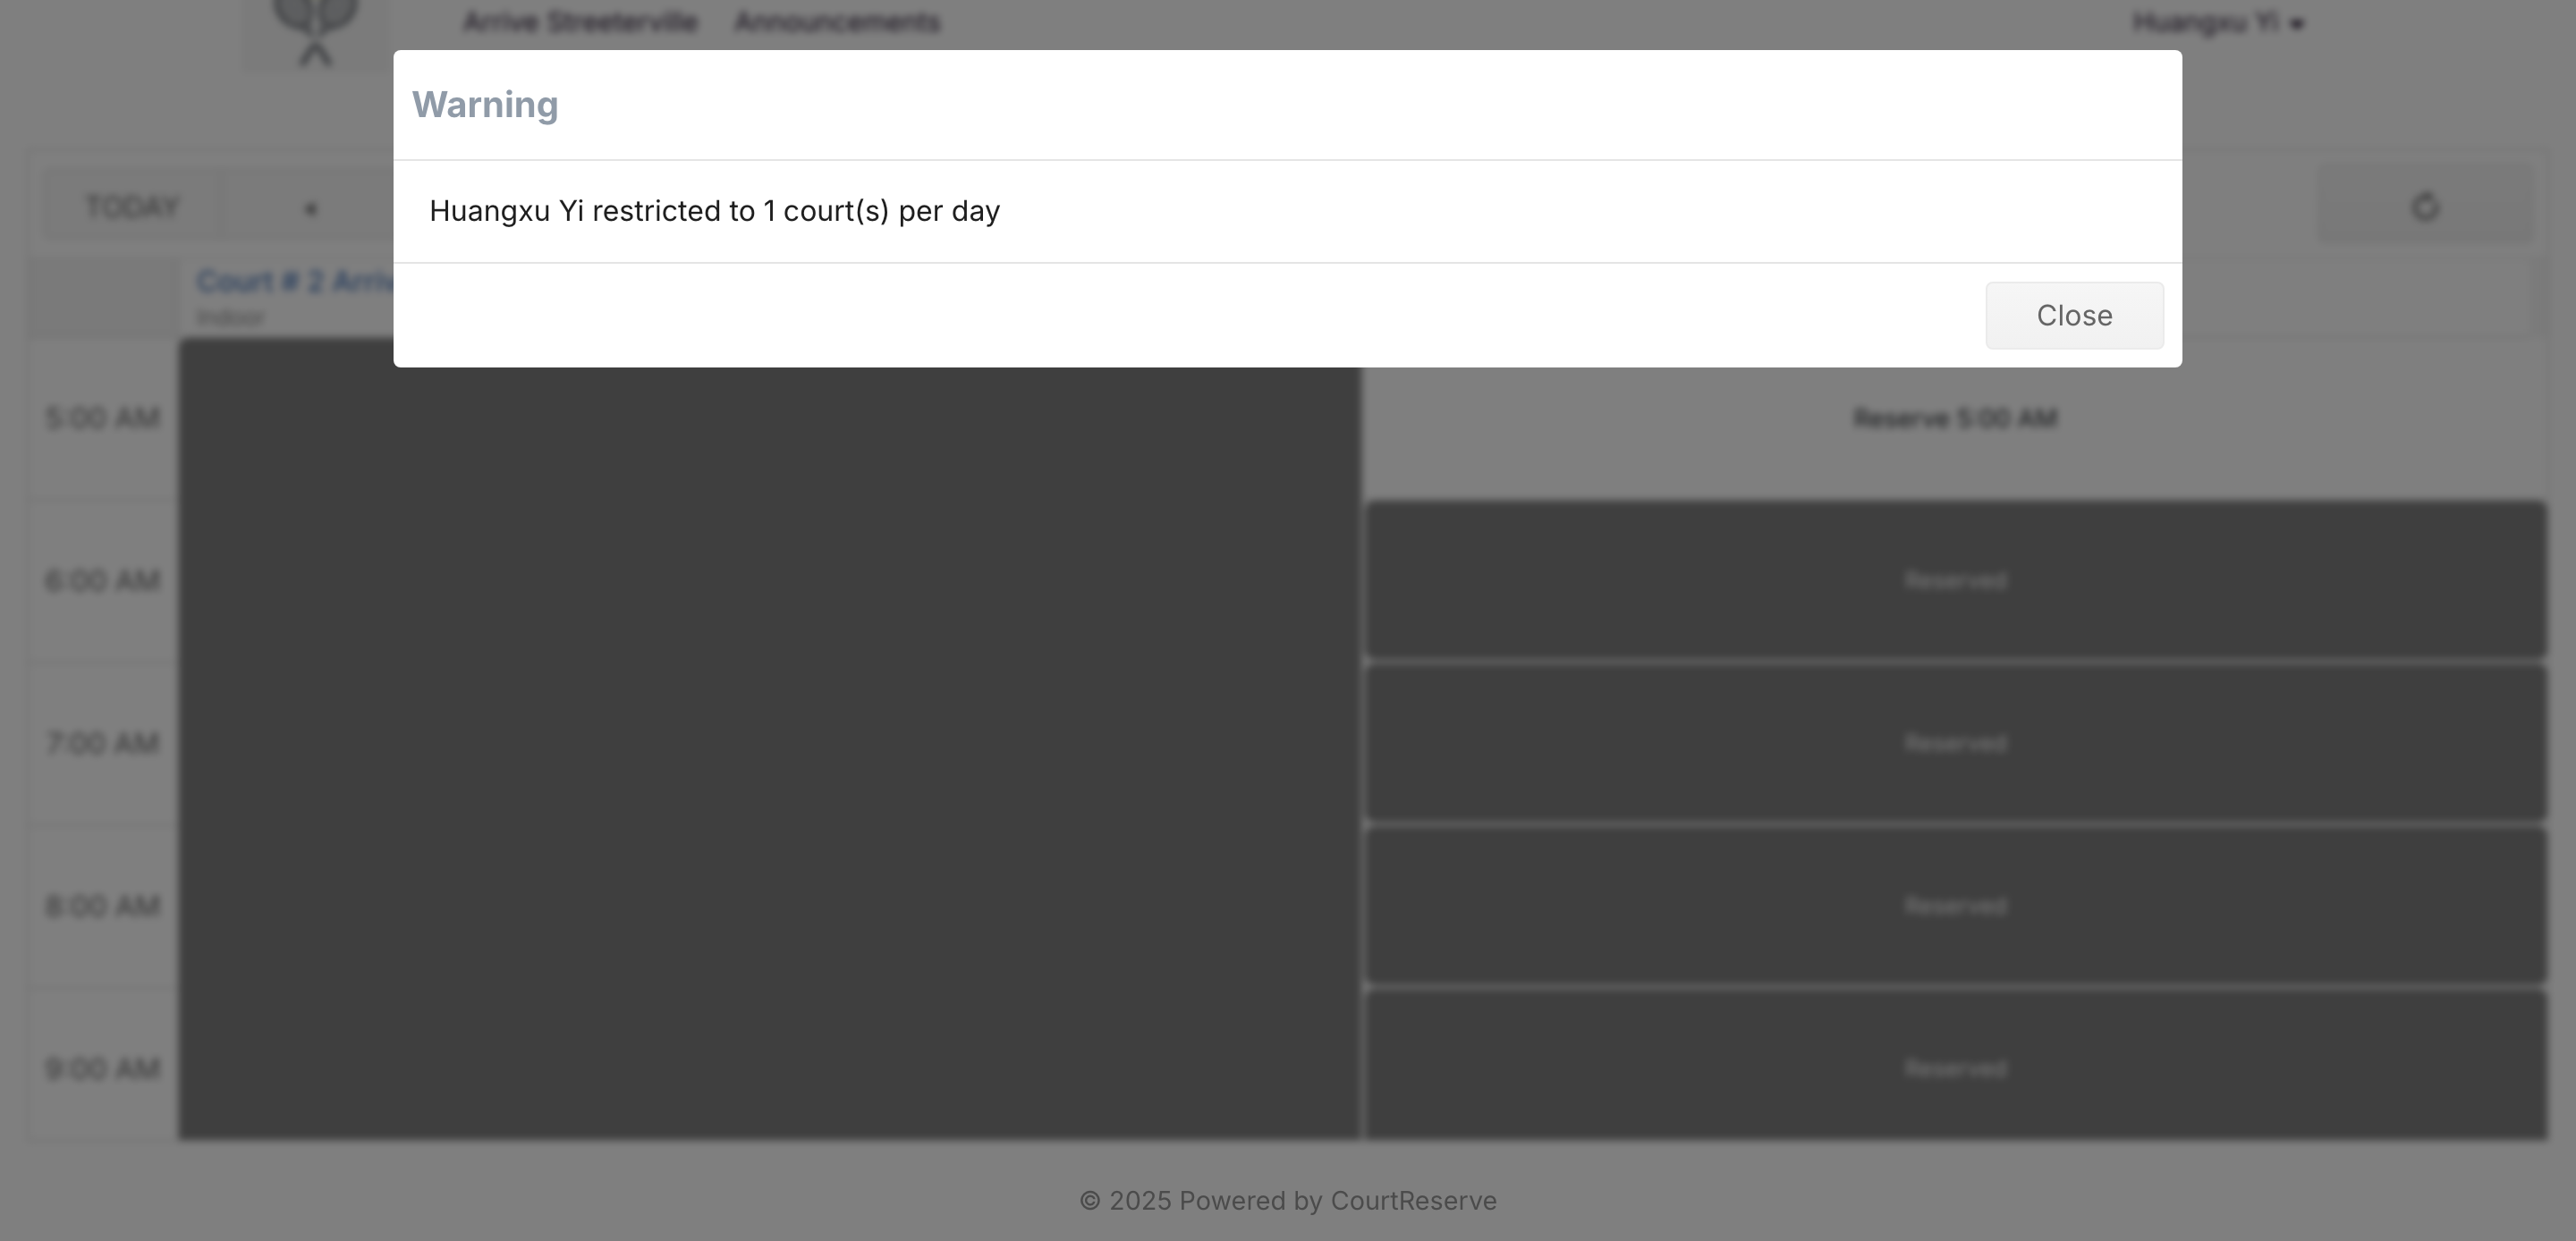 Arrive Streeterville Announcements Huangxu Yi
Warning
Huangxu Yi restricted to 1 court(s) per day
Close
TODAY
Court # 2 Arriv
Indoor
5:00 AM Reserve 5:00 AM
6:00 AM Reserved
7:00 AM Reserved
8:00 AM Reserved
9:00 AM Reserved
© 2025 Powered by CourtReserve